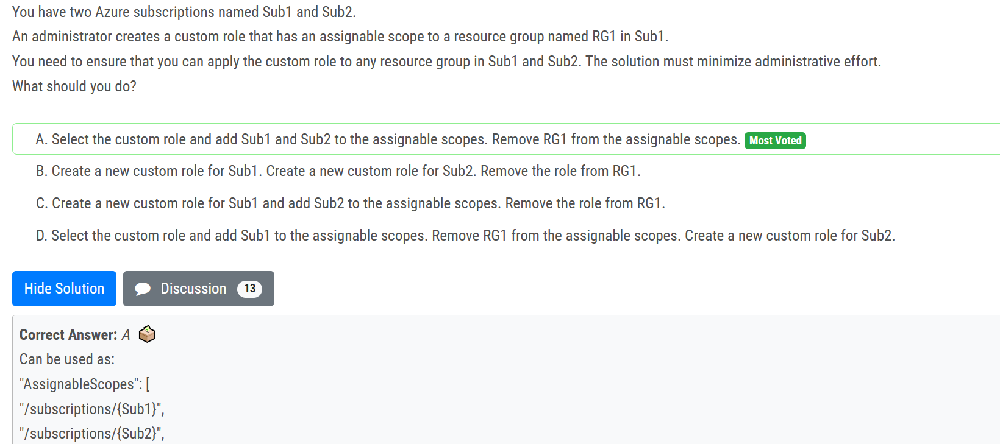 You have two Azure subscriptions named Sub1 and Sub2.
An administrator creates a custom role that has an assignable scope to a resource group named RG1 in Sub1.
You need to ensure that you can apply the custom role to any resource group in Sub1 and Sub2. The solution must minimize administrative effort.
What should you do?
A. Select the custom role and add Sub1 and Sub2 to the assignable scopes. Remove RG1 from the assignable scopes. Most Voted
B. Create a new custom role for Sub1. Create a new custom role for Sub2. Remove the role from RG1.
C. Create a new custom role for Sub1 and add Sub2 to the assignable scopes. Remove the role from RG1.
D. Select the custom role and add Sub1 to the assignable scopes. Remove RG1 from the assignable scopes. Create a new custom role for Sub2.
Hide Solution Discussion 13
Correct Answer: A
Can be used as:
"AssignableScopes": [
"/subscriptions/{Sub1}",
"/subscriptions/{Sub2}",